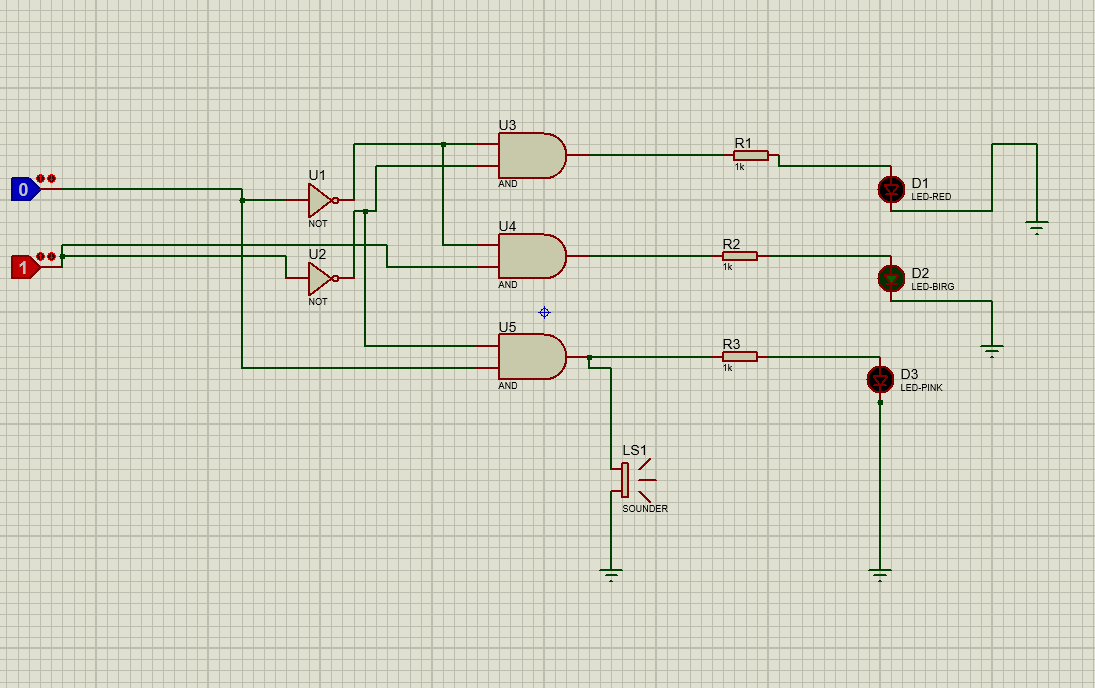 U3
AND
R1
1k
0
U1
NOT
D1
LED-RED
U4
AND
R2
1k
1
U2
NOT
D2
LED-BIRG
U5
AND
R3
1k
D3
LED-PINK
LS1
SOUNDER